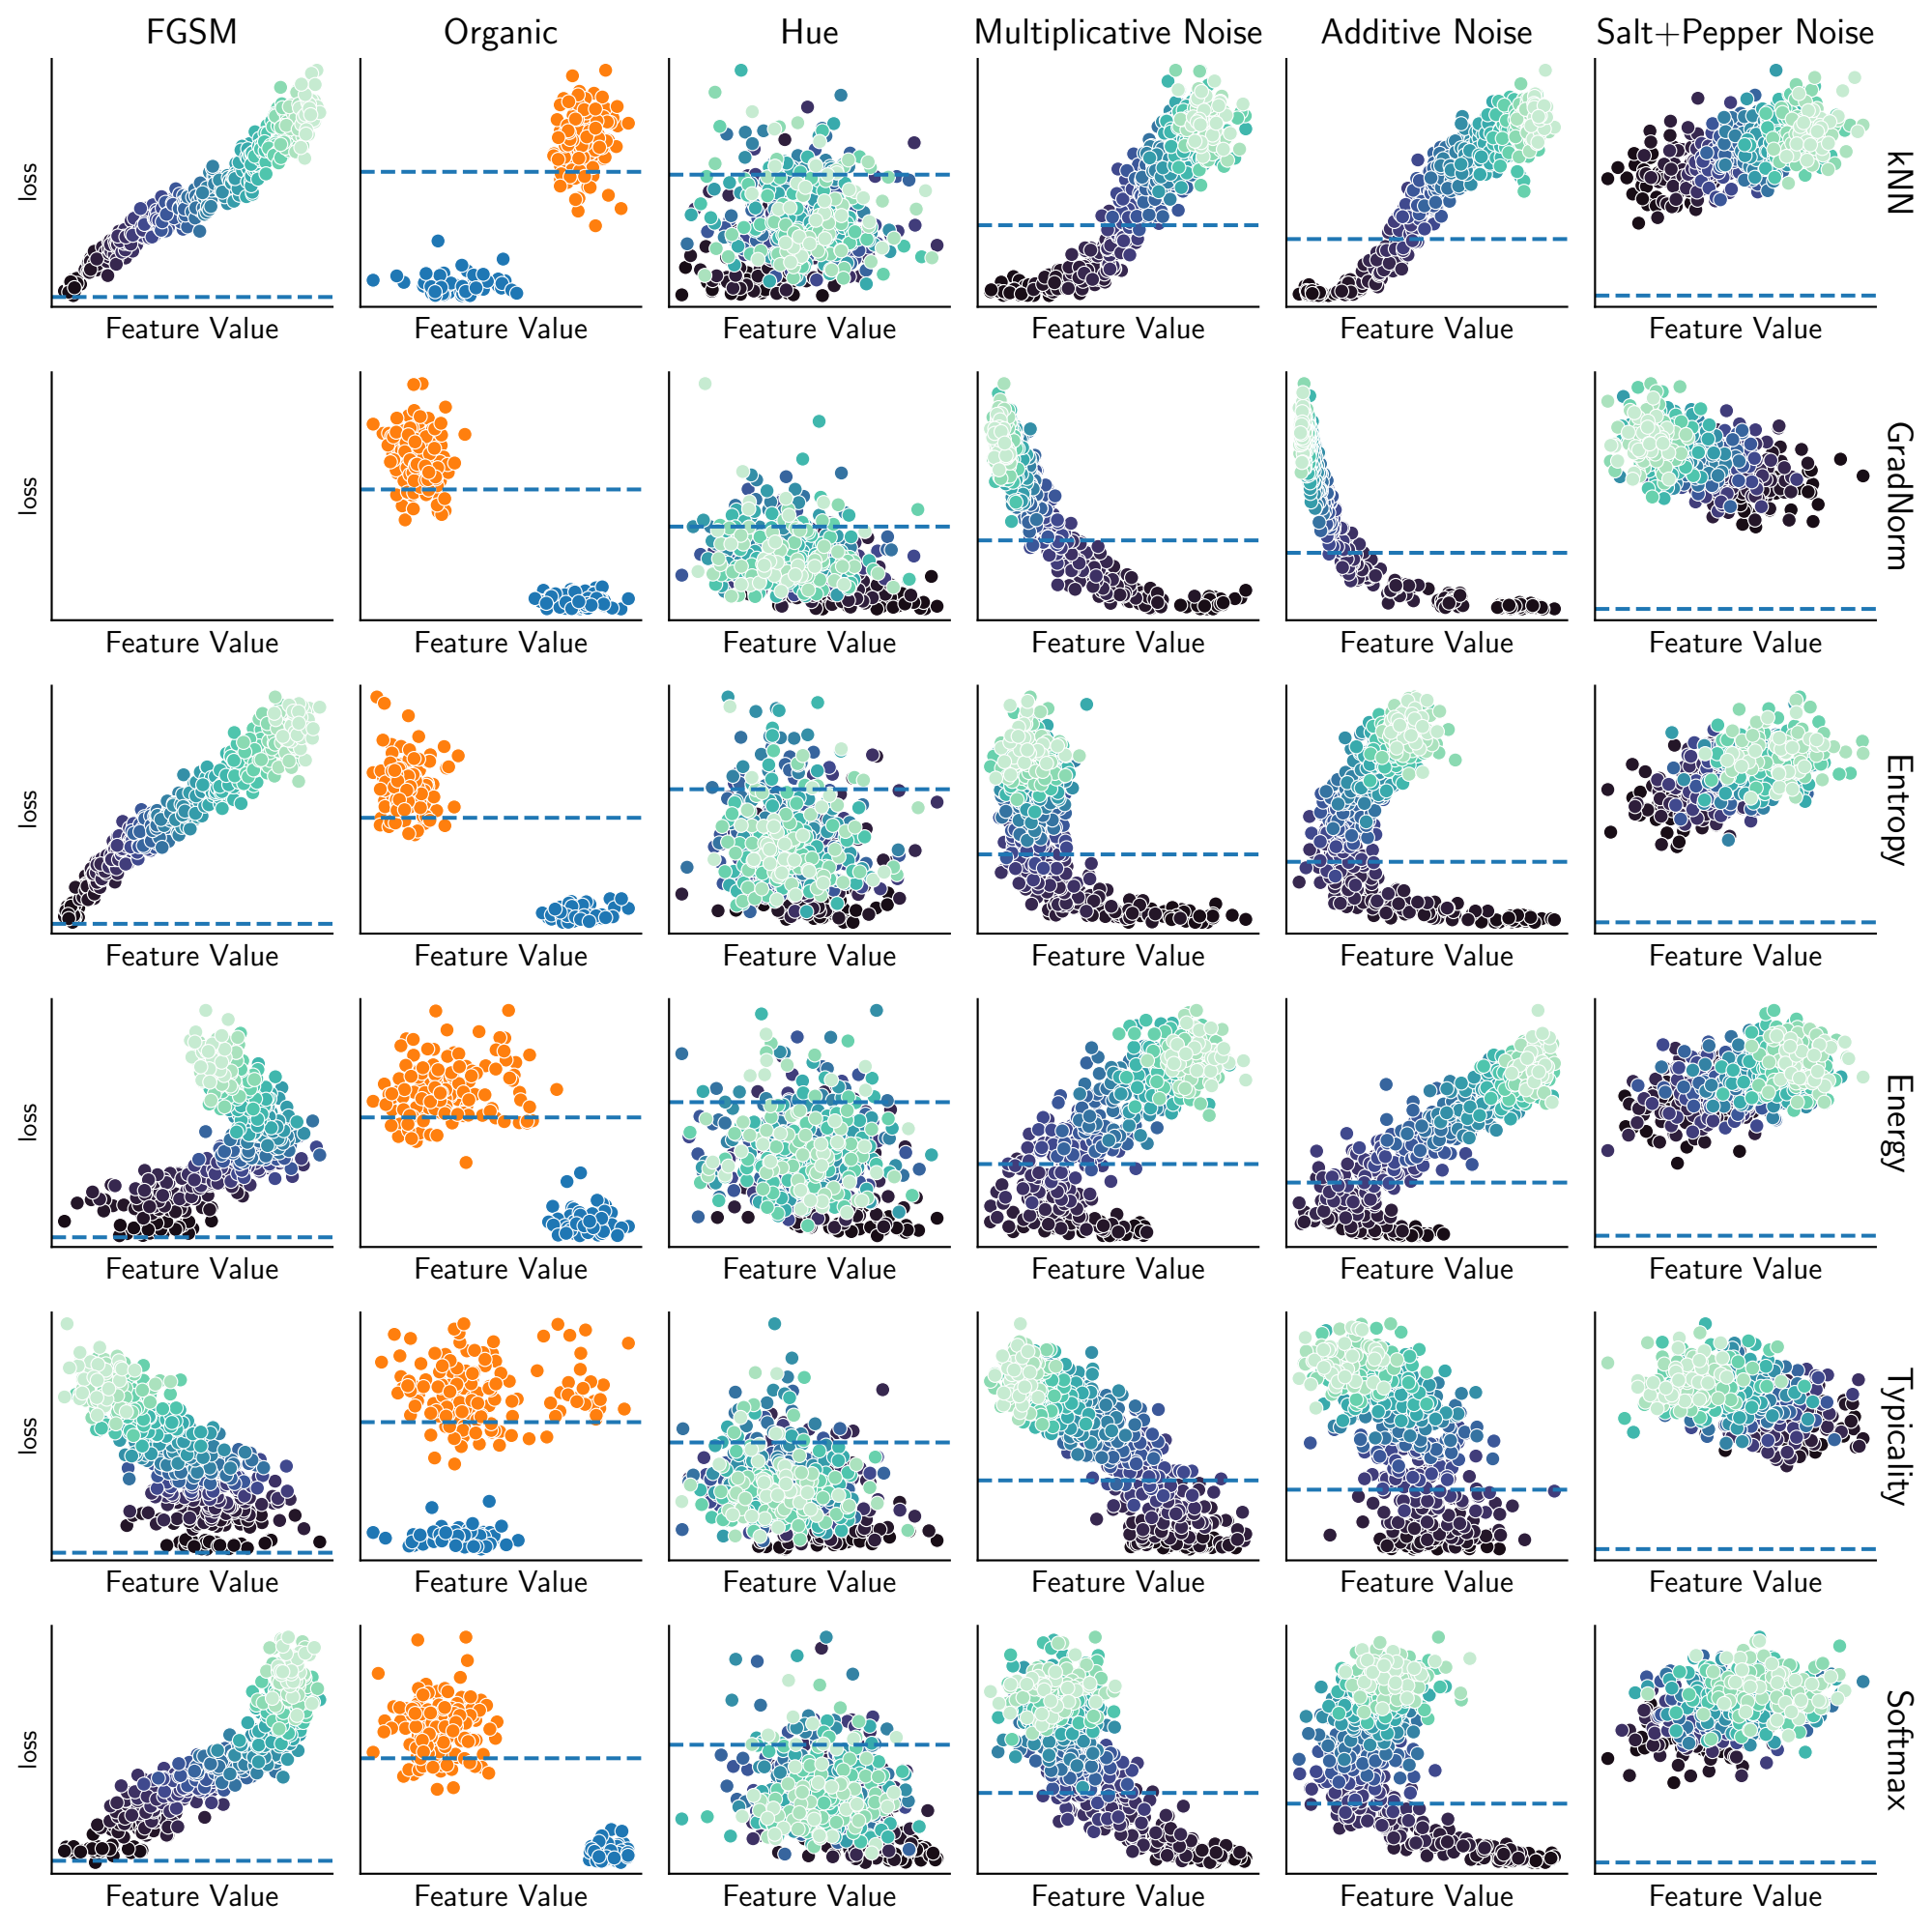 FGSM Organic Hue Multiplicative Noise Additive Noise Salt+Pepper Noise
loss kNN
Feature Value Feature Value Feature Value Feature Value Feature Value Feature Value
loss GradNorm
Feature Value Feature Value Feature Value Feature Value Feature Value Feature Value
loss Entropy
Feature Value Feature Value Feature Value Feature Value Feature Value Feature Value
loss Energy
Feature Value Feature Value Feature Value Feature Value Feature Value Feature Value
loss Typicality
Feature Value Feature Value Feature Value Feature Value Feature Value Feature Value
loss Softmax
Feature Value Feature Value Feature Value Feature Value Feature Value Feature Value